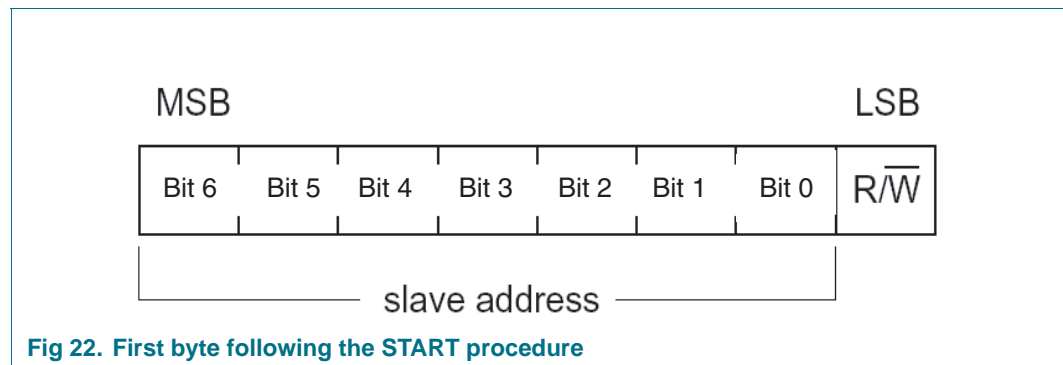 MSB LSB
Bit 6 Bit 5 Bit 4 Bit 3 Bit 2 Bit 1 Bit 0 R/W̅
slave address
Fig 22. First byte following the START procedure